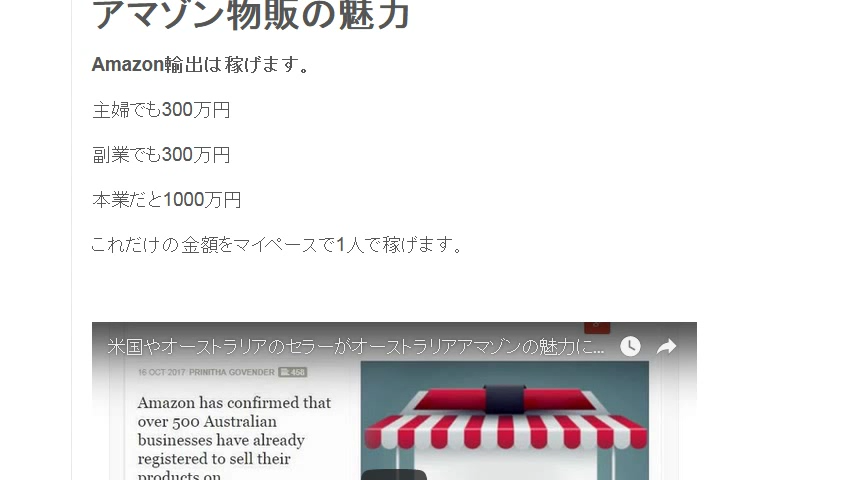 アマゾン物販の魅力
Amazon輸出は稼げます。
主婦でも300万円
副業でも300万円
本業だと1000万円
これだけの金額をマイペースで1人で稼げます。
米国やオーストラリアのセラーがオーストラリアアマゾンの魅力に...
16 OCT 2017 PRINITHA GOVENDER 458
Amazon has confirmed that
over 500 Australian
businesses have already
registered to sell their
products on